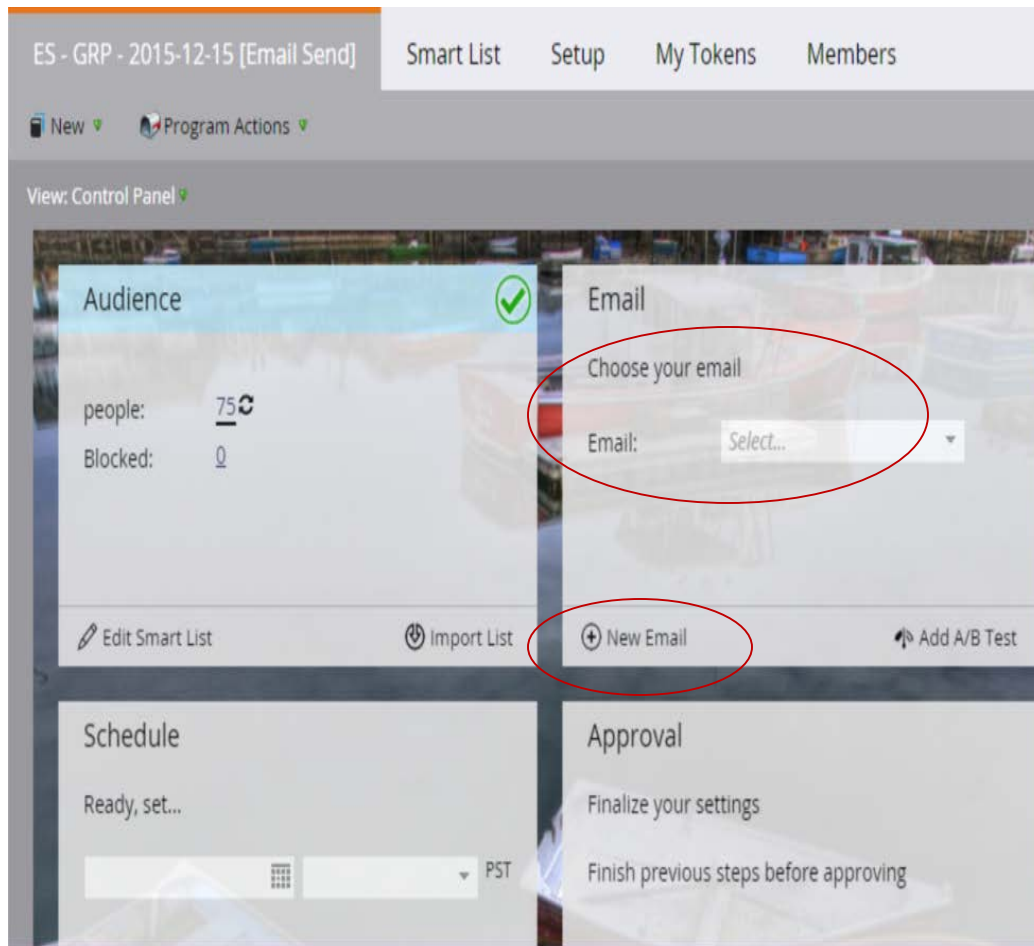 ES - GRP - 2015-12-15 [Email Send] Smart List Setup My Tokens Members
New Program Actions
View: Control Panel
Audience
people: 75
Blocked: 0
Edit Smart List Import List
Email
Choose your email
Email: Select...
New Email Add A/B Test
Schedule
Ready, set...
PST
Approval
Finalize your settings
Finish previous steps before approving